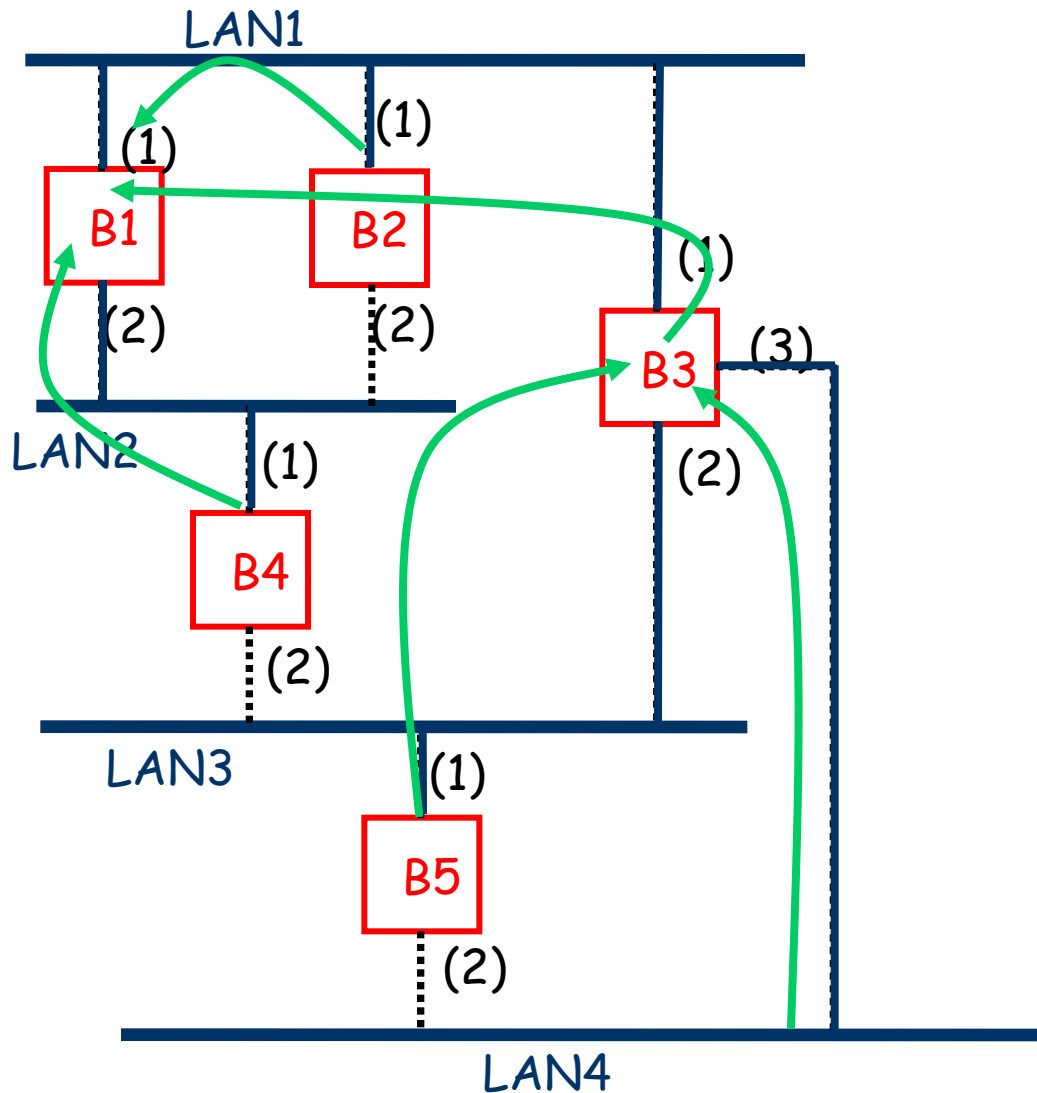 LAN1
(1)
(1)
B1
B2
(1)
(2)
(2)
(3)
B3
LAN2
(1)
(2)
B4
(2)
LAN3
(1)
B5
(2)
LAN4